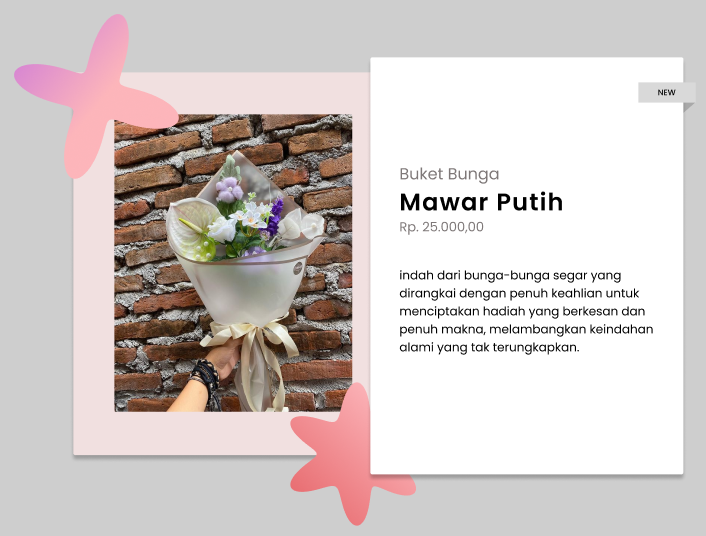 NEW
Buket Bunga
Mawar Putih
Rp. 25.000,00
indah dari bunga-bunga segar yang
dirangkai dengan penuh keahlian untuk
menciptakan hadiah yang berkesan dan
penuh makna, melambangkan keindahan
alami yang tak terungkapkan.